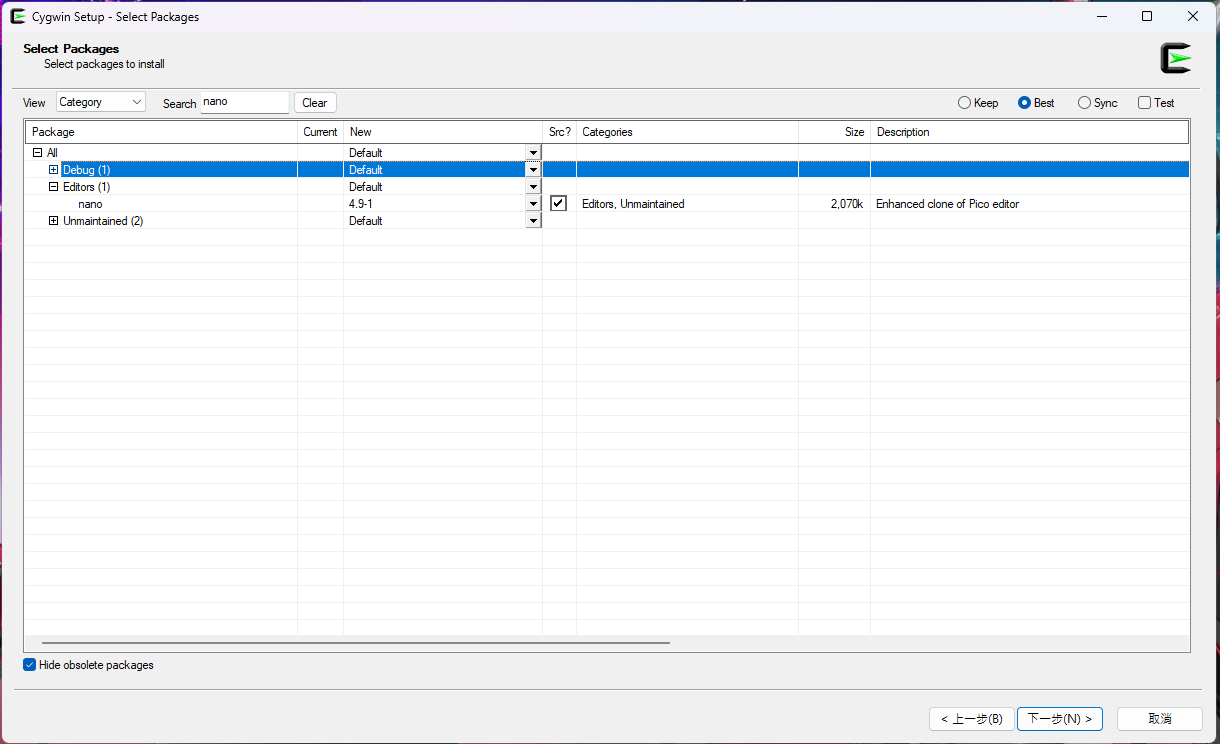 Cygwin Setup - Select Packages
Select Packages
Select packages to install
View Category Search nano Clear Keep Best Sync Test
Package Current New Src? Categories Size Description
All Default
Debug (1) Default
Editors (1) Default
nano 4.9-1 Editors, Unmaintained 2,070k Enhanced clone of Pico editor
Unmaintained (2) Default
Hide obsolete packages
< 上一步(B) 下一步(N) > 取消